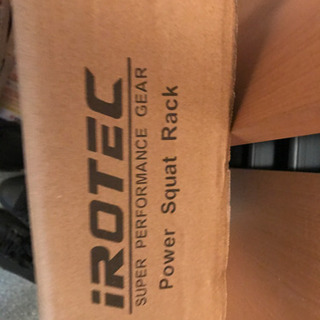 iROTEC
SUPER PERFORMANCE GEAR
Power Squat Rack